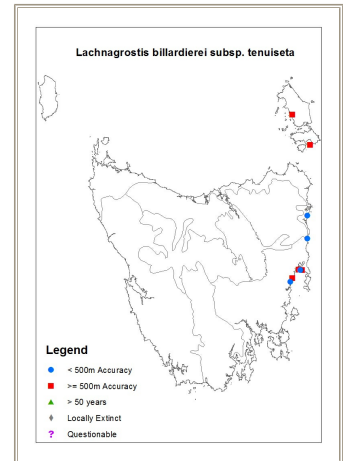 Lachnagrostis billardierei subsp. tenuiseta
Legend
< 500m Accuracy
>= 500m Accuracy
> 50 years
Locally Extinct
? Questionable